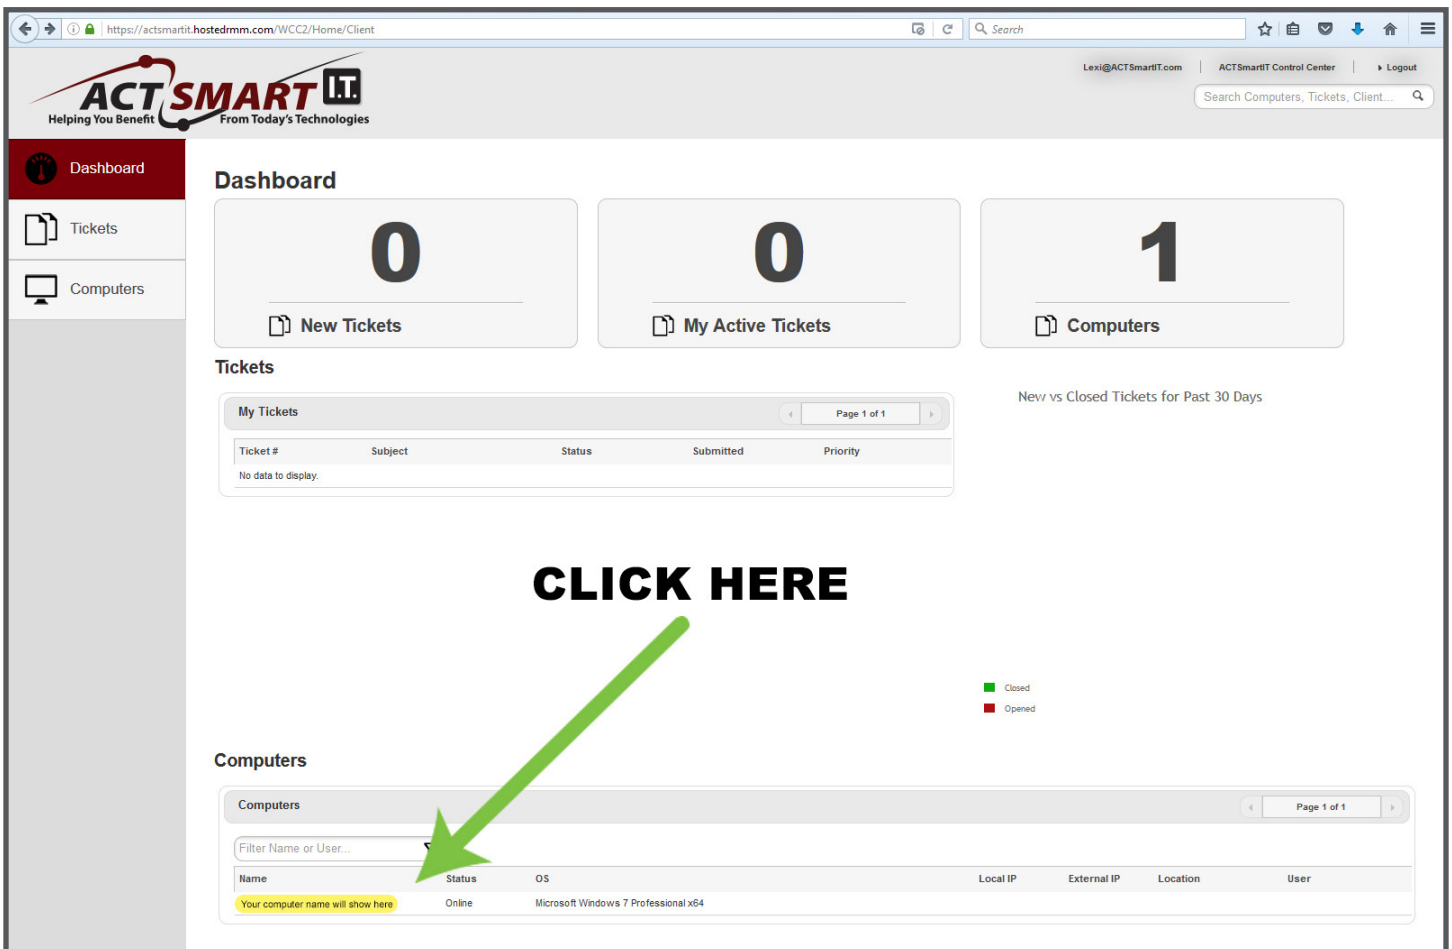 https://actsmartit.hostedrmm.com/WCC2/Home/Client
Search
ACTSMART I.T.
Helping You Benefit From Today's Technologies
Lexi@ACTSmartIT.com ACTSmartIT Control Center Logout
Search Computers, Tickets, Client...
Dashboard
Tickets
Computers
Dashboard
0
New Tickets
0
My Active Tickets
1
Computers
Tickets
My Tickets Page 1 of 1
Ticket # Subject Status Submitted Priority
No data to display.
New vs Closed Tickets for Past 30 Days
CLICK HERE
Closed
Opened
Computers
Computers Page 1 of 1
Filter Name or User...
Name Status OS Local IP External IP Location User
Your computer name will show here Online Microsoft Windows 7 Professional x64